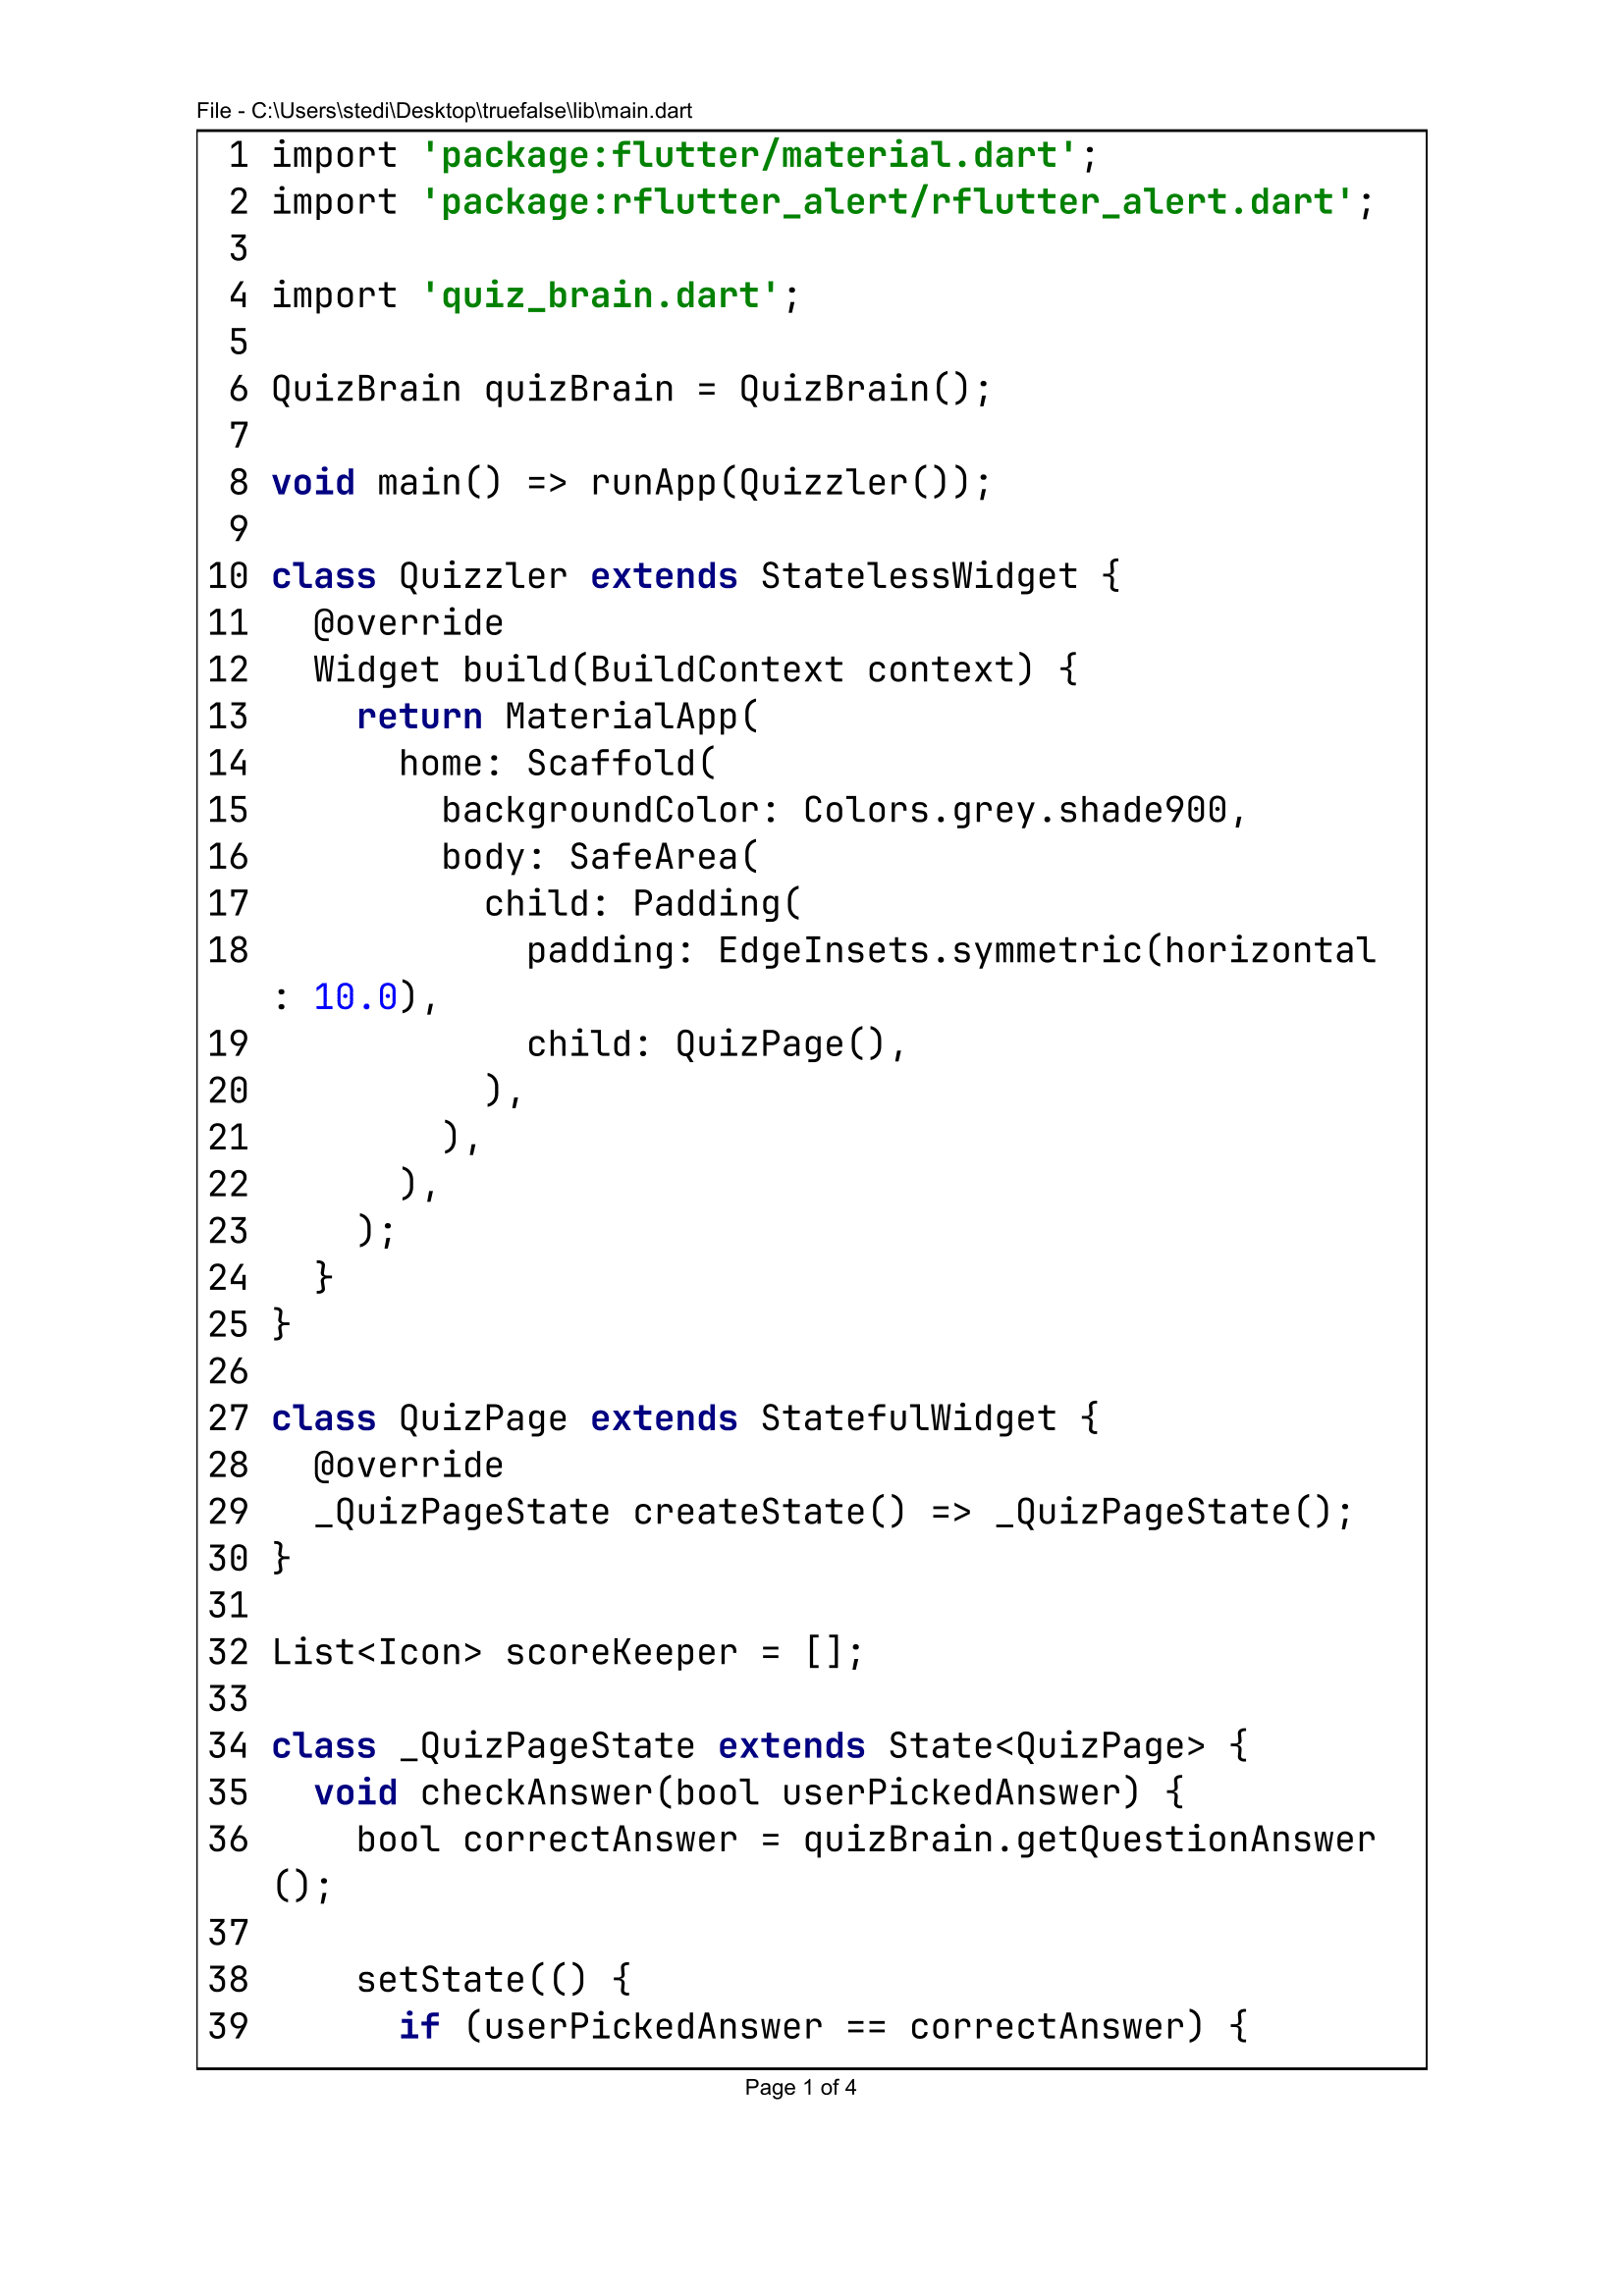 File - C:\Users\stedi\Desktop\truefalse\lib\main.dart
1 import 'package:flutter/material.dart';
2 import 'package:rflutter_alert/rflutter_alert.dart';
3
4 import 'quiz_brain.dart';
5
6 QuizBrain quizBrain = QuizBrain();
7
8 void main() => runApp(Quizzler());
9
10 class Quizzler extends StatelessWidget {
11   @override
12   Widget build(BuildContext context) {
13     return MaterialApp(
14       home: Scaffold(
15         backgroundColor: Colors.grey.shade900,
16         body: SafeArea(
17           child: Padding(
18             padding: EdgeInsets.symmetric(horizontal
: 10.0),
19             child: QuizPage(),
20           ),
21         ),
22       ),
23     );
24   }
25 }
26
27 class QuizPage extends StatefulWidget {
28   @override
29   _QuizPageState createState() => _QuizPageState();
30 }
31
32 List<Icon> scoreKeeper = [];
33
34 class _QuizPageState extends State<QuizPage> {
35   void checkAnswer(bool userPickedAnswer) {
36     bool correctAnswer = quizBrain.getQuestionAnswer
();
37
38     setState(() {
39       if (userPickedAnswer == correctAnswer) {
Page 1 of 4